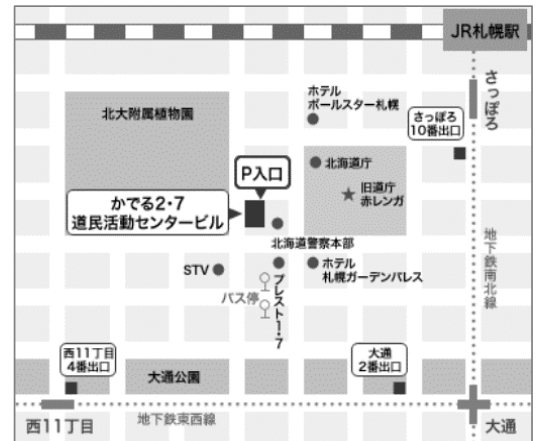 JR札幌駅
さっぽろ
ホテル
ポールスター札幌
さっぽろ
10番出口
北大附属植物園
北海道庁
P入口
旧道庁
赤レンガ
かでる2・7
道民活動センタービル
北海道警察本部
地下鉄南北線
STV
ホテル
札幌ガーデンパレス
プレスト1・7
バス停
西11丁目
4番出口
大通公園
大通
2番出口
西11丁目
地下鉄東西線
大通